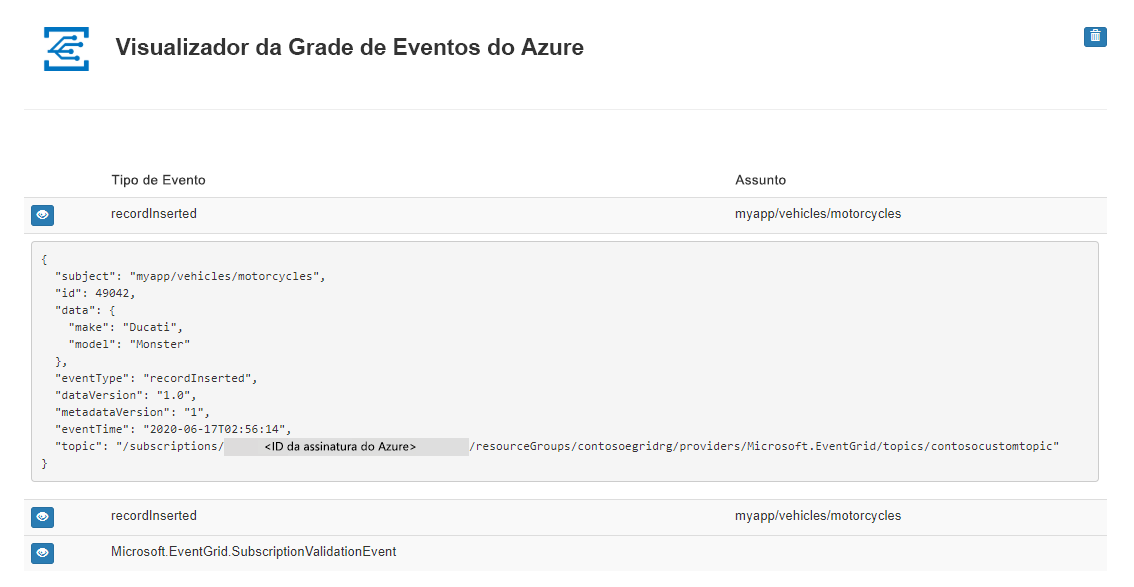 Visualizador da Grade de Eventos do Azure
Tipo de Evento Assunto
recordInserted myapp/vehicles/motorcycles
{
  "subject": "myapp/vehicles/motorcycles",
  "id": 49042,
  "data": {
    "make": "Ducati",
    "model": "Monster"
  },
  "eventType": "recordInserted",
  "dataVersion": "1.0",
  "metadataVersion": "1",
  "eventTime": "2020-06-17T02:56:14",
  "topic": "/subscriptions/ <ID da assinatura do Azure> /resourceGroups/contosoegridrg/providers/Microsoft.EventGrid/topics/contosocustomtopic"
}
recordInserted myapp/vehicles/motorcycles
Microsoft.EventGrid.SubscriptionValidationEvent